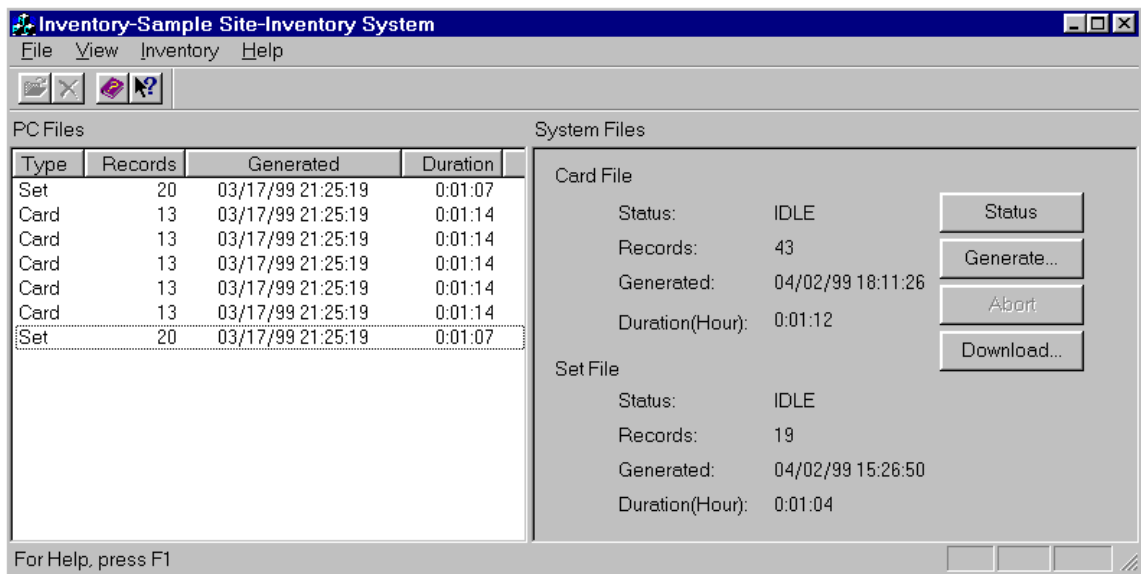 Inventory-Sample Site-Inventory System
File View Inventory Help
PC Files
Type Records Generated Duration
Set 20 03/17/99 21:25:19 0:01:07
Card 13 03/17/99 21:25:19 0:01:14
Card 13 03/17/99 21:25:19 0:01:14
Card 13 03/17/99 21:25:19 0:01:14
Card 13 03/17/99 21:25:19 0:01:14
Card 13 03/17/99 21:25:19 0:01:14
Set 20 03/17/99 21:25:19 0:01:07
System Files
Card File
Status: IDLE
Records: 43
Generated: 04/02/99 18:11:26
Duration(Hour): 0:01:12
Set File
Status: IDLE
Records: 19
Generated: 04/02/99 15:26:50
Duration(Hour): 0:01:04
Status
Generate...
Abort
Download...
For Help, press F1